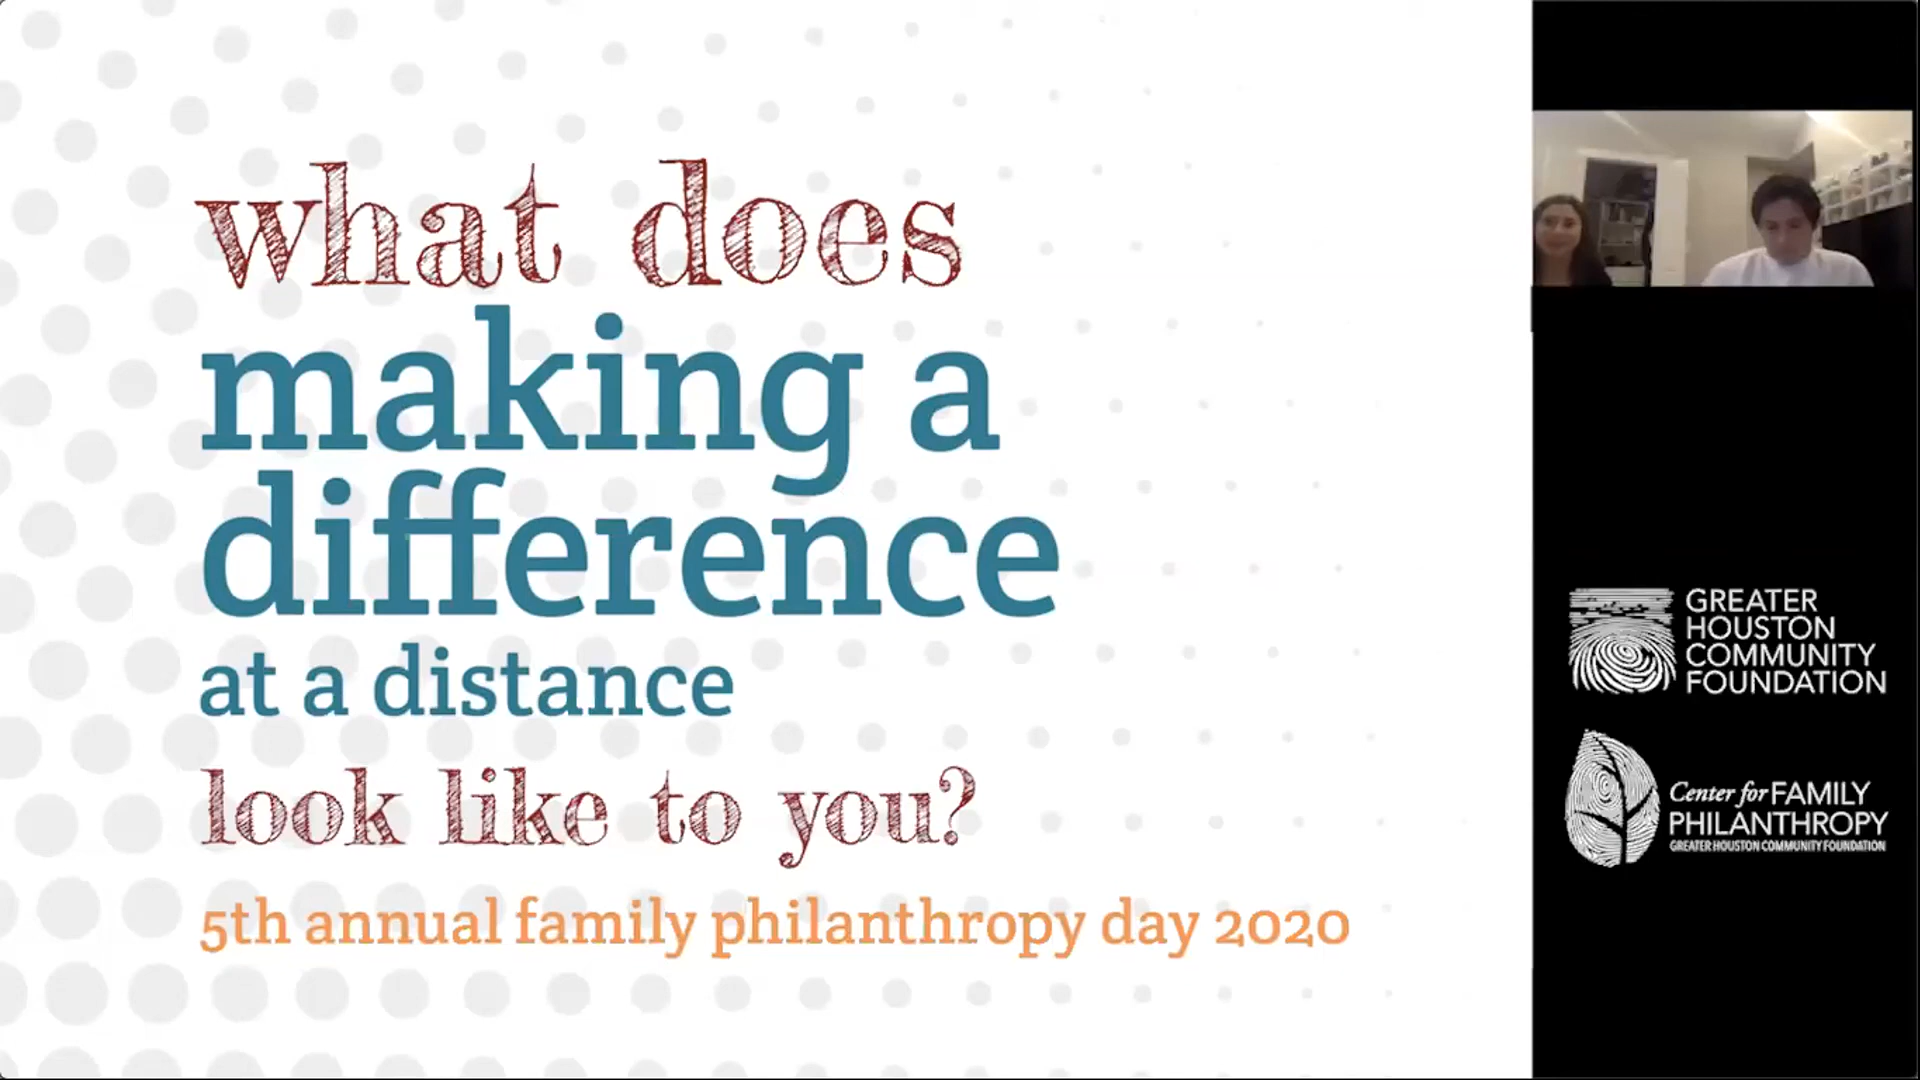 what does
making a
difference
at a distance
look like to you?
5th annual family philanthropy day 2020
GREATER
HOUSTON
COMMUNITY
FOUNDATION
Center for FAMILY
PHILANTHROPY
GREATER HOUSTON COMMUNITY FOUNDATION